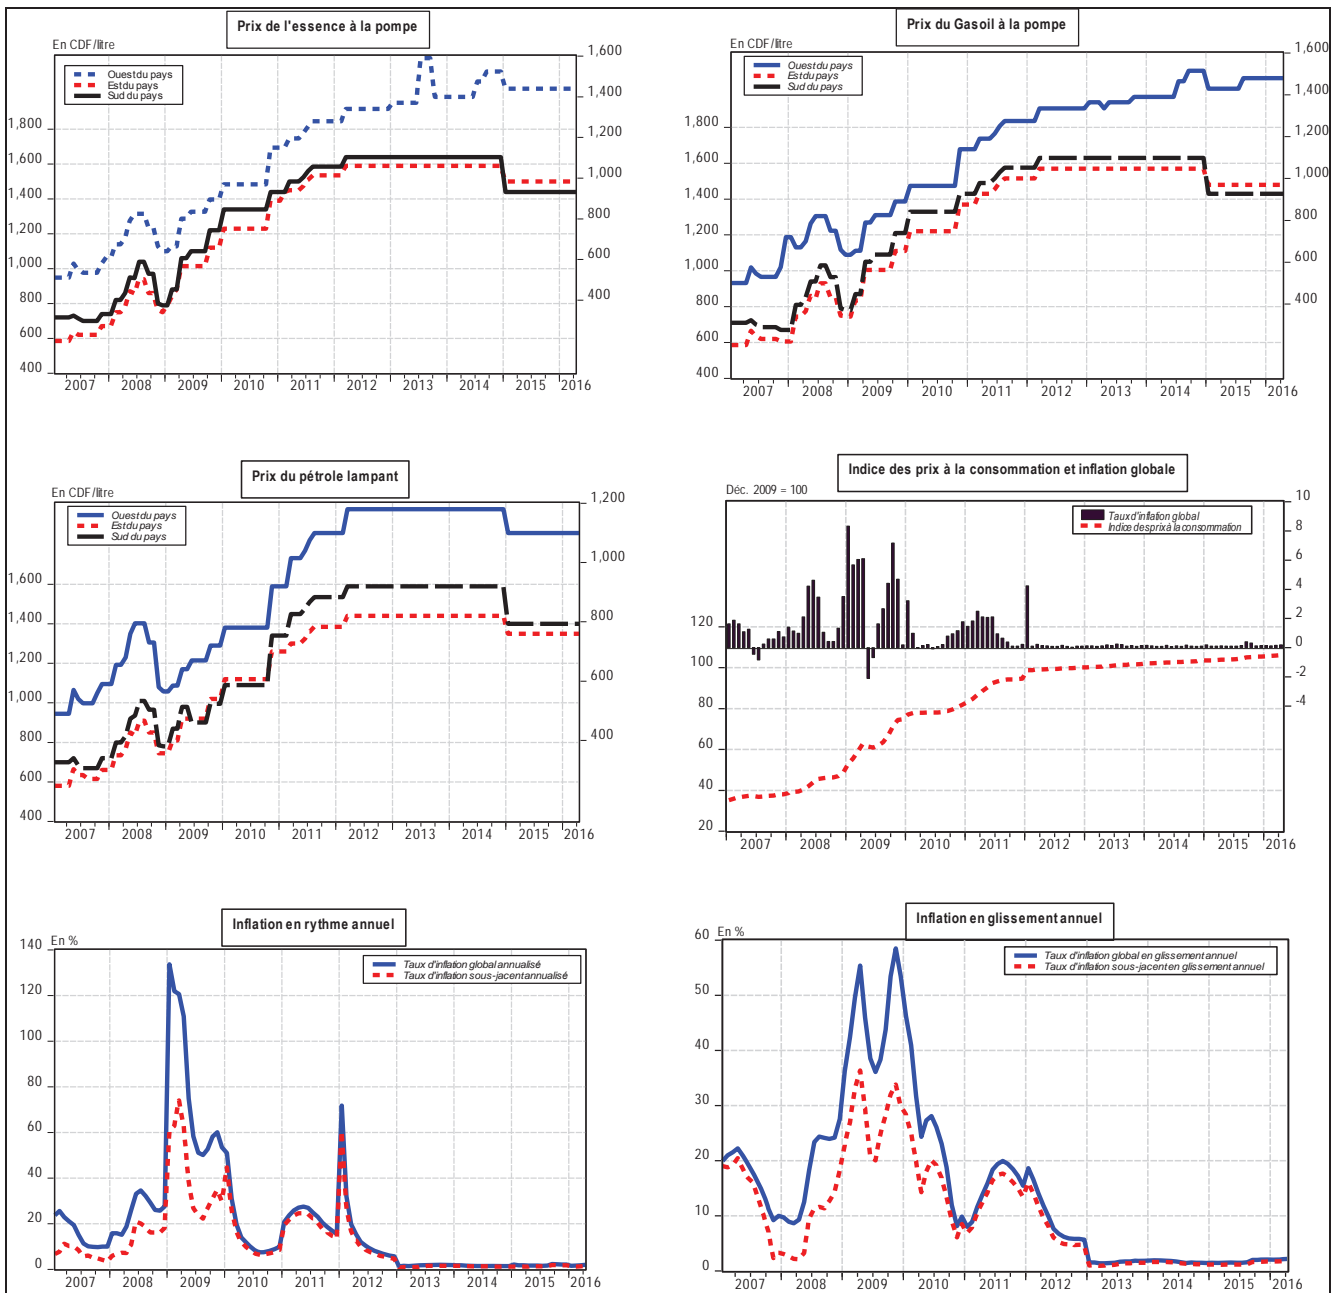 Prix de l'essence à la pompe
En CDF/litre
Ouest du pays
Est du pays
Sud du pays
1,600
1,400
1,200
1,000
800
600
400
1,800
1,600
1,400
1,200
1,000
800
600
400
2007 2008 2009 2010 2011 2012 2013 2014 2015 2016
Prix du Gasoil à la pompe
En CDF/litre
Ouest du pays
Est du pays
Sud du pays
1,600
1,400
1,200
1,000
800
600
400
1,800
1,600
1,400
1,200
1,000
800
600
400
2007 2008 2009 2010 2011 2012 2013 2014 2015 2016
Prix du pétrole lampant
En CDF/litre
Ouest du pays
Est du pays
Sud du pays
1,200
1,000
800
600
400
1,600
1,400
1,200
1,000
800
600
400
2007 2008 2009 2010 2011 2012 2013 2014 2015 2016
Indice des prix à la consommation et inflation globale
Déc. 2009 = 100
Taux d'inflation global
Indice des prix à la consommation
10
8
6
4
2
0
-2
-4
120
100
80
60
40
20
2007 2008 2009 2010 2011 2012 2013 2014 2015 2016
Inflation en rythme annuel
En %
Taux d'inflation global annualisé
Taux d'inflation sous-jacent annualisé
140
120
100
80
60
40
20
0
2007 2008 2009 2010 2011 2012 2013 2014 2015 2016
Inflation en glissement annuel
En %
Taux d'inflation global en glissement annuel
Taux d'inflation sous-jacent en glissement annuel
60
50
40
30
20
10
0
2007 2008 2009 2010 2011 2012 2013 2014 2015 2016